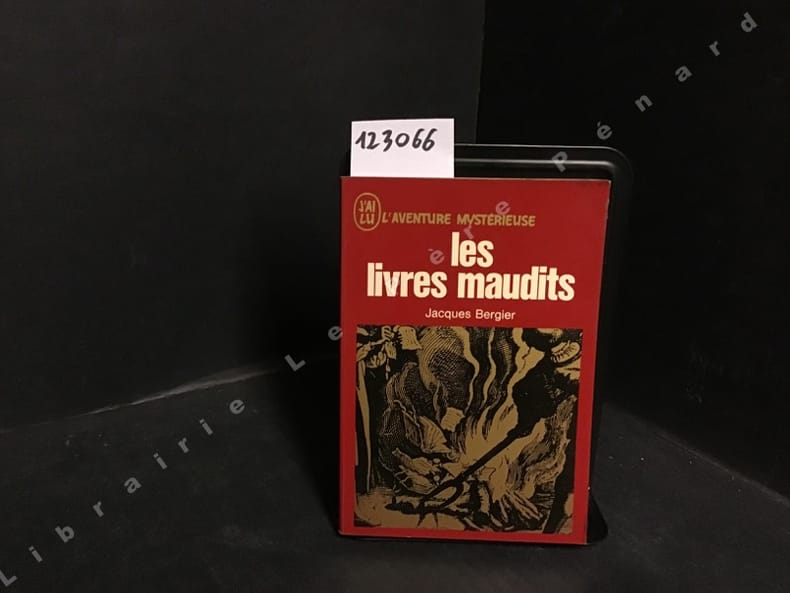 123066
J'AI LU
L'AVENTURE MYSTÉRIEUSE
les
livres maudits
Jacques Bergier
Librairie Le Père Pénard